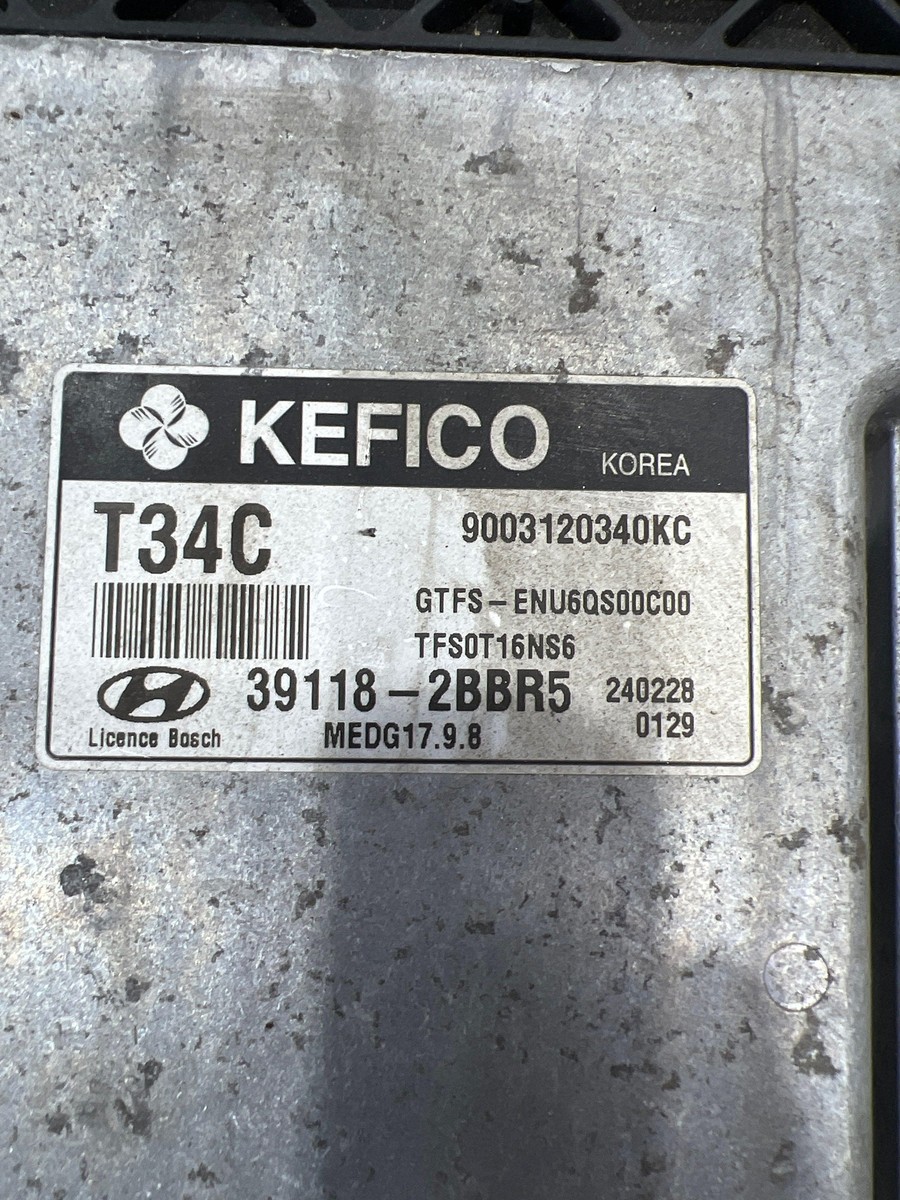 KEFICO KOREA
T34C 9003120340KC
GTFS-ENU6QS00C00
TFS0T16NS6
39118-2BBR5 240228
Licence Bosch MEDG17.9.8 0129